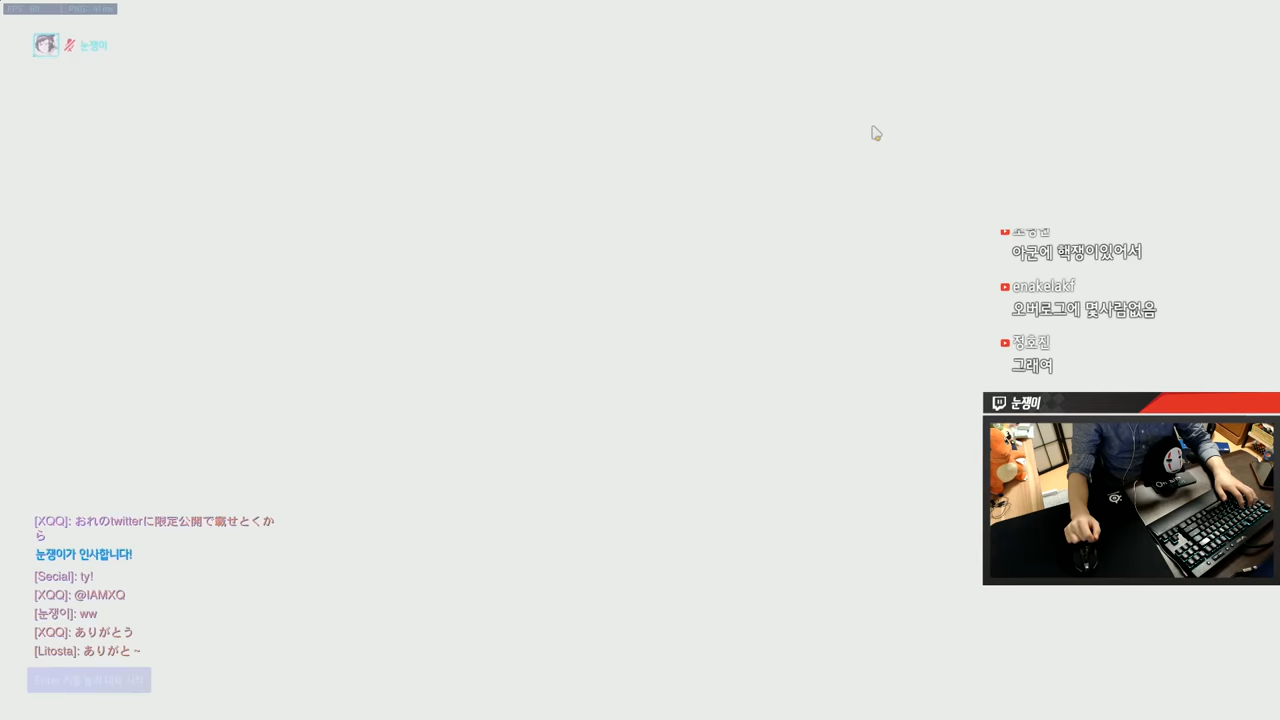 눈쟁이
아군에 핵쟁이있어서
enakelakf
오버로그에 몇사람없음
정호진
그래여
눈쟁이
[XQQ]: おれのtwitterに限定公開で載せとくか
ら
눈쟁이가 인사합니다!
[Secial]: ty!
[XQQ]: @IAMXQ
[눈쟁이]: ww
[XQQ]: ありがとう
[Litosta]: ありがと~